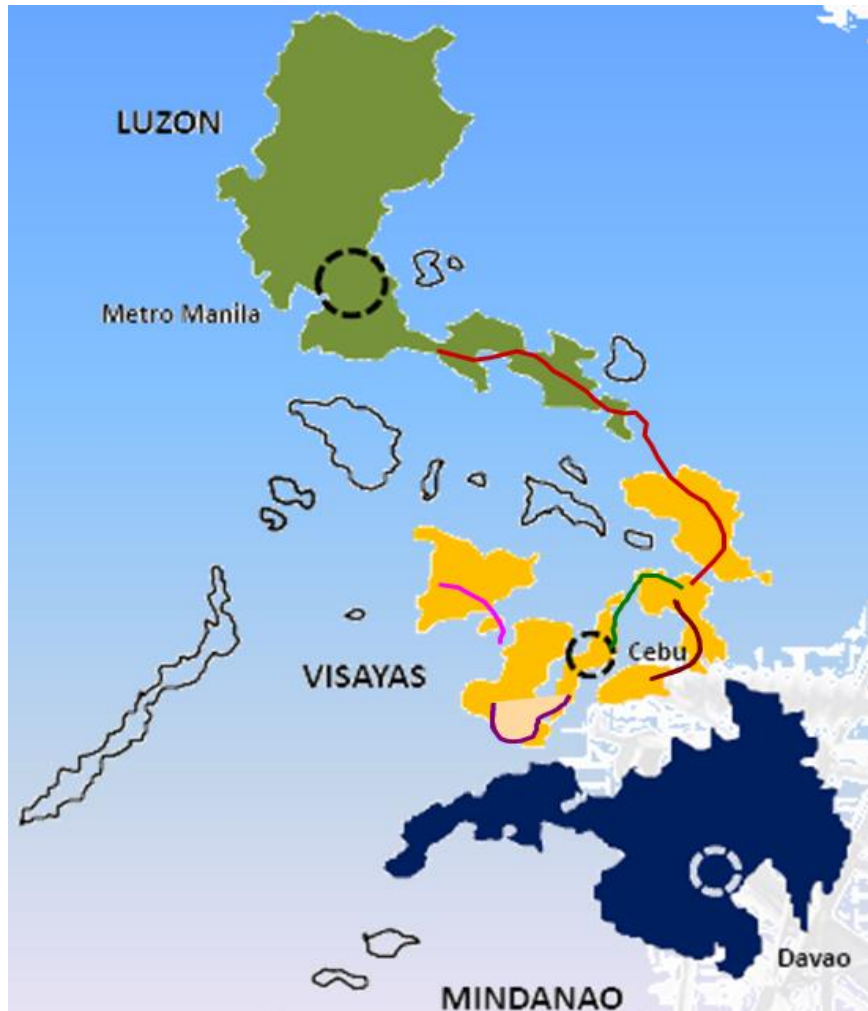 LUZON
Metro Manila
Cebu
VISAYAS
Davao
MINDANAO